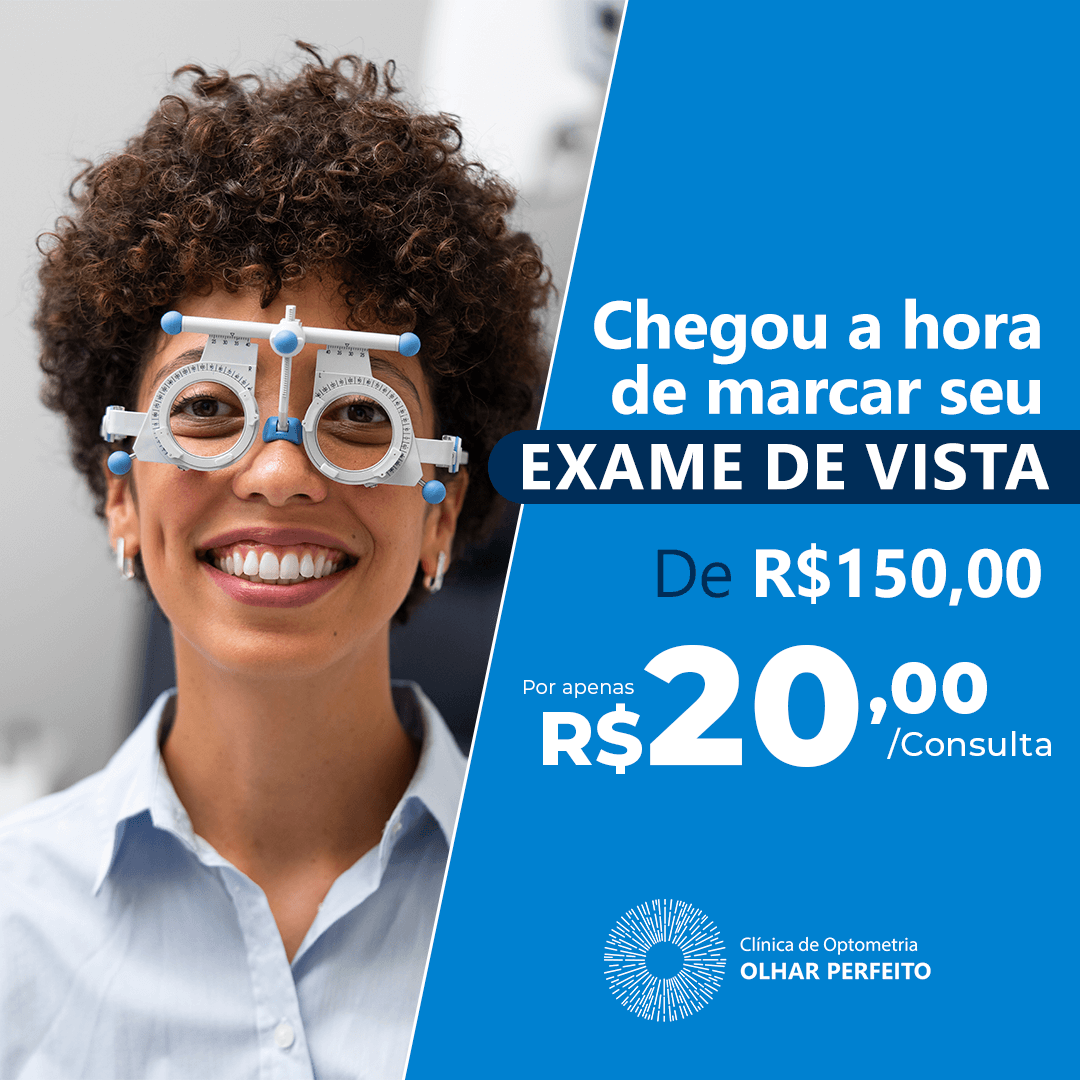 Chegou a hora
de marcar seu
EXAME DE VISTA
De R$150,00
Por apenas
R$20,00
/Consulta
Clínica de Optometria
OLHAR PERFEITO